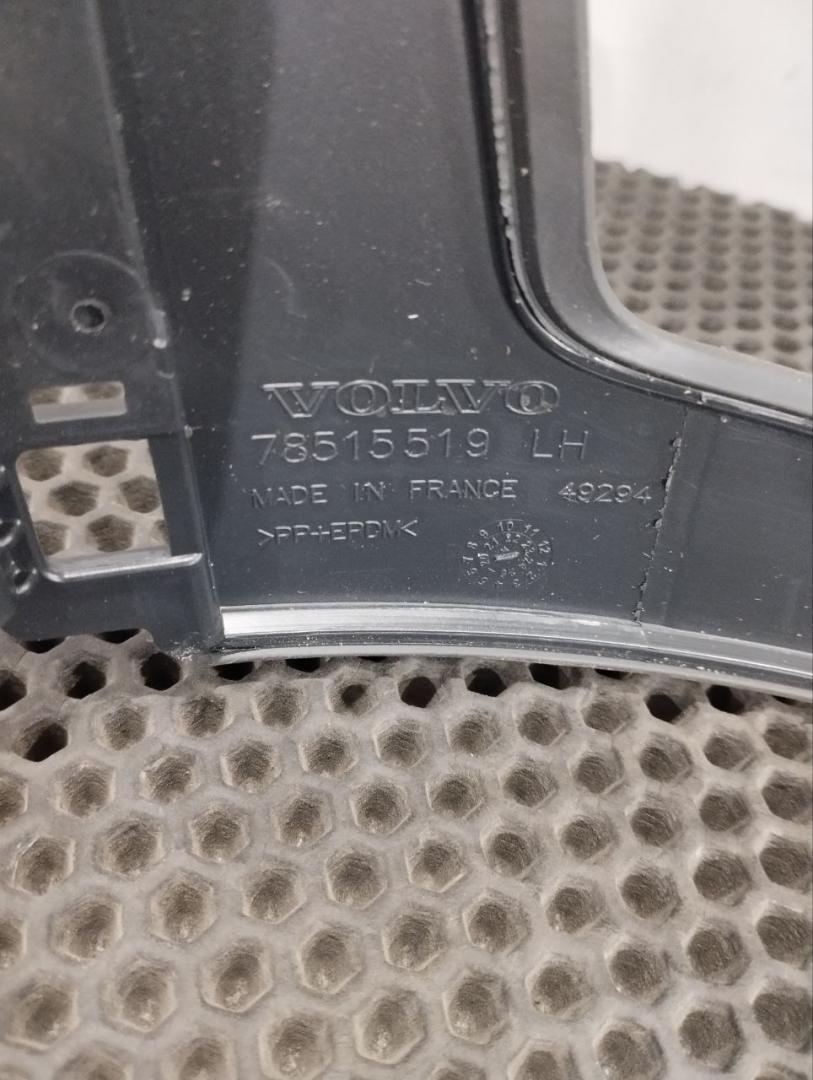 VOLVO
78515519 LH
MADE IN FRANCE 49294
>PP+EPDM<